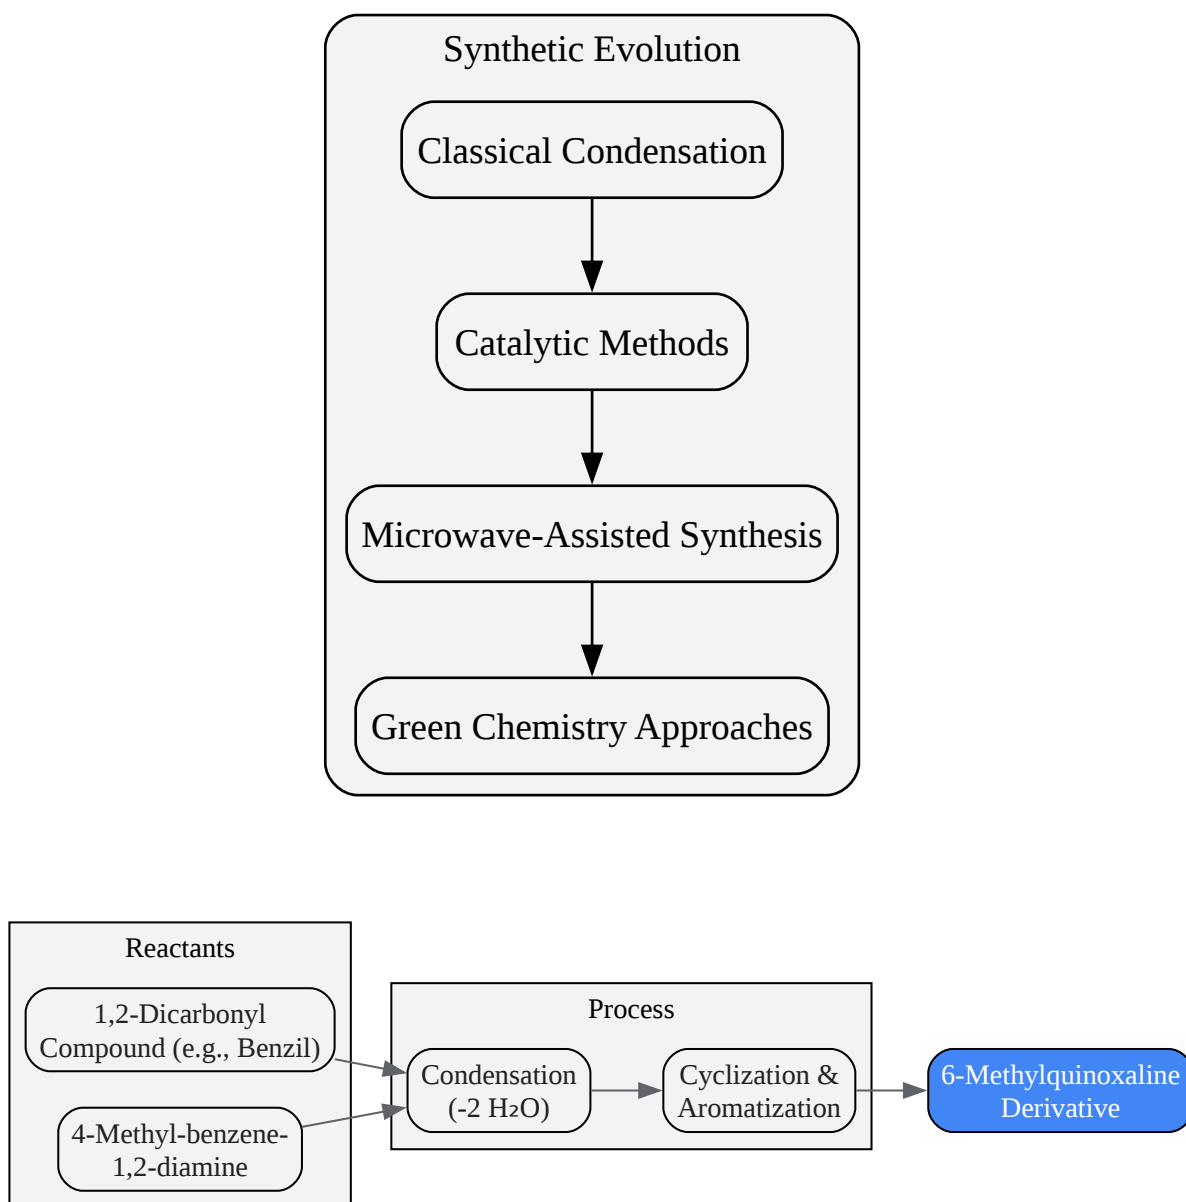 Synthetic Evolution
Classical Condensation
Catalytic Methods
Microwave-Assisted Synthesis
Green Chemistry Approaches
Reactants
1,2-Dicarbonyl
Compound (e.g., Benzil)
4-Methyl-benzene-
1,2-diamine
Process
Condensation
(-2 H₂O)
Cyclization &
Aromatization
6-Methylquinoxaline
Derivative